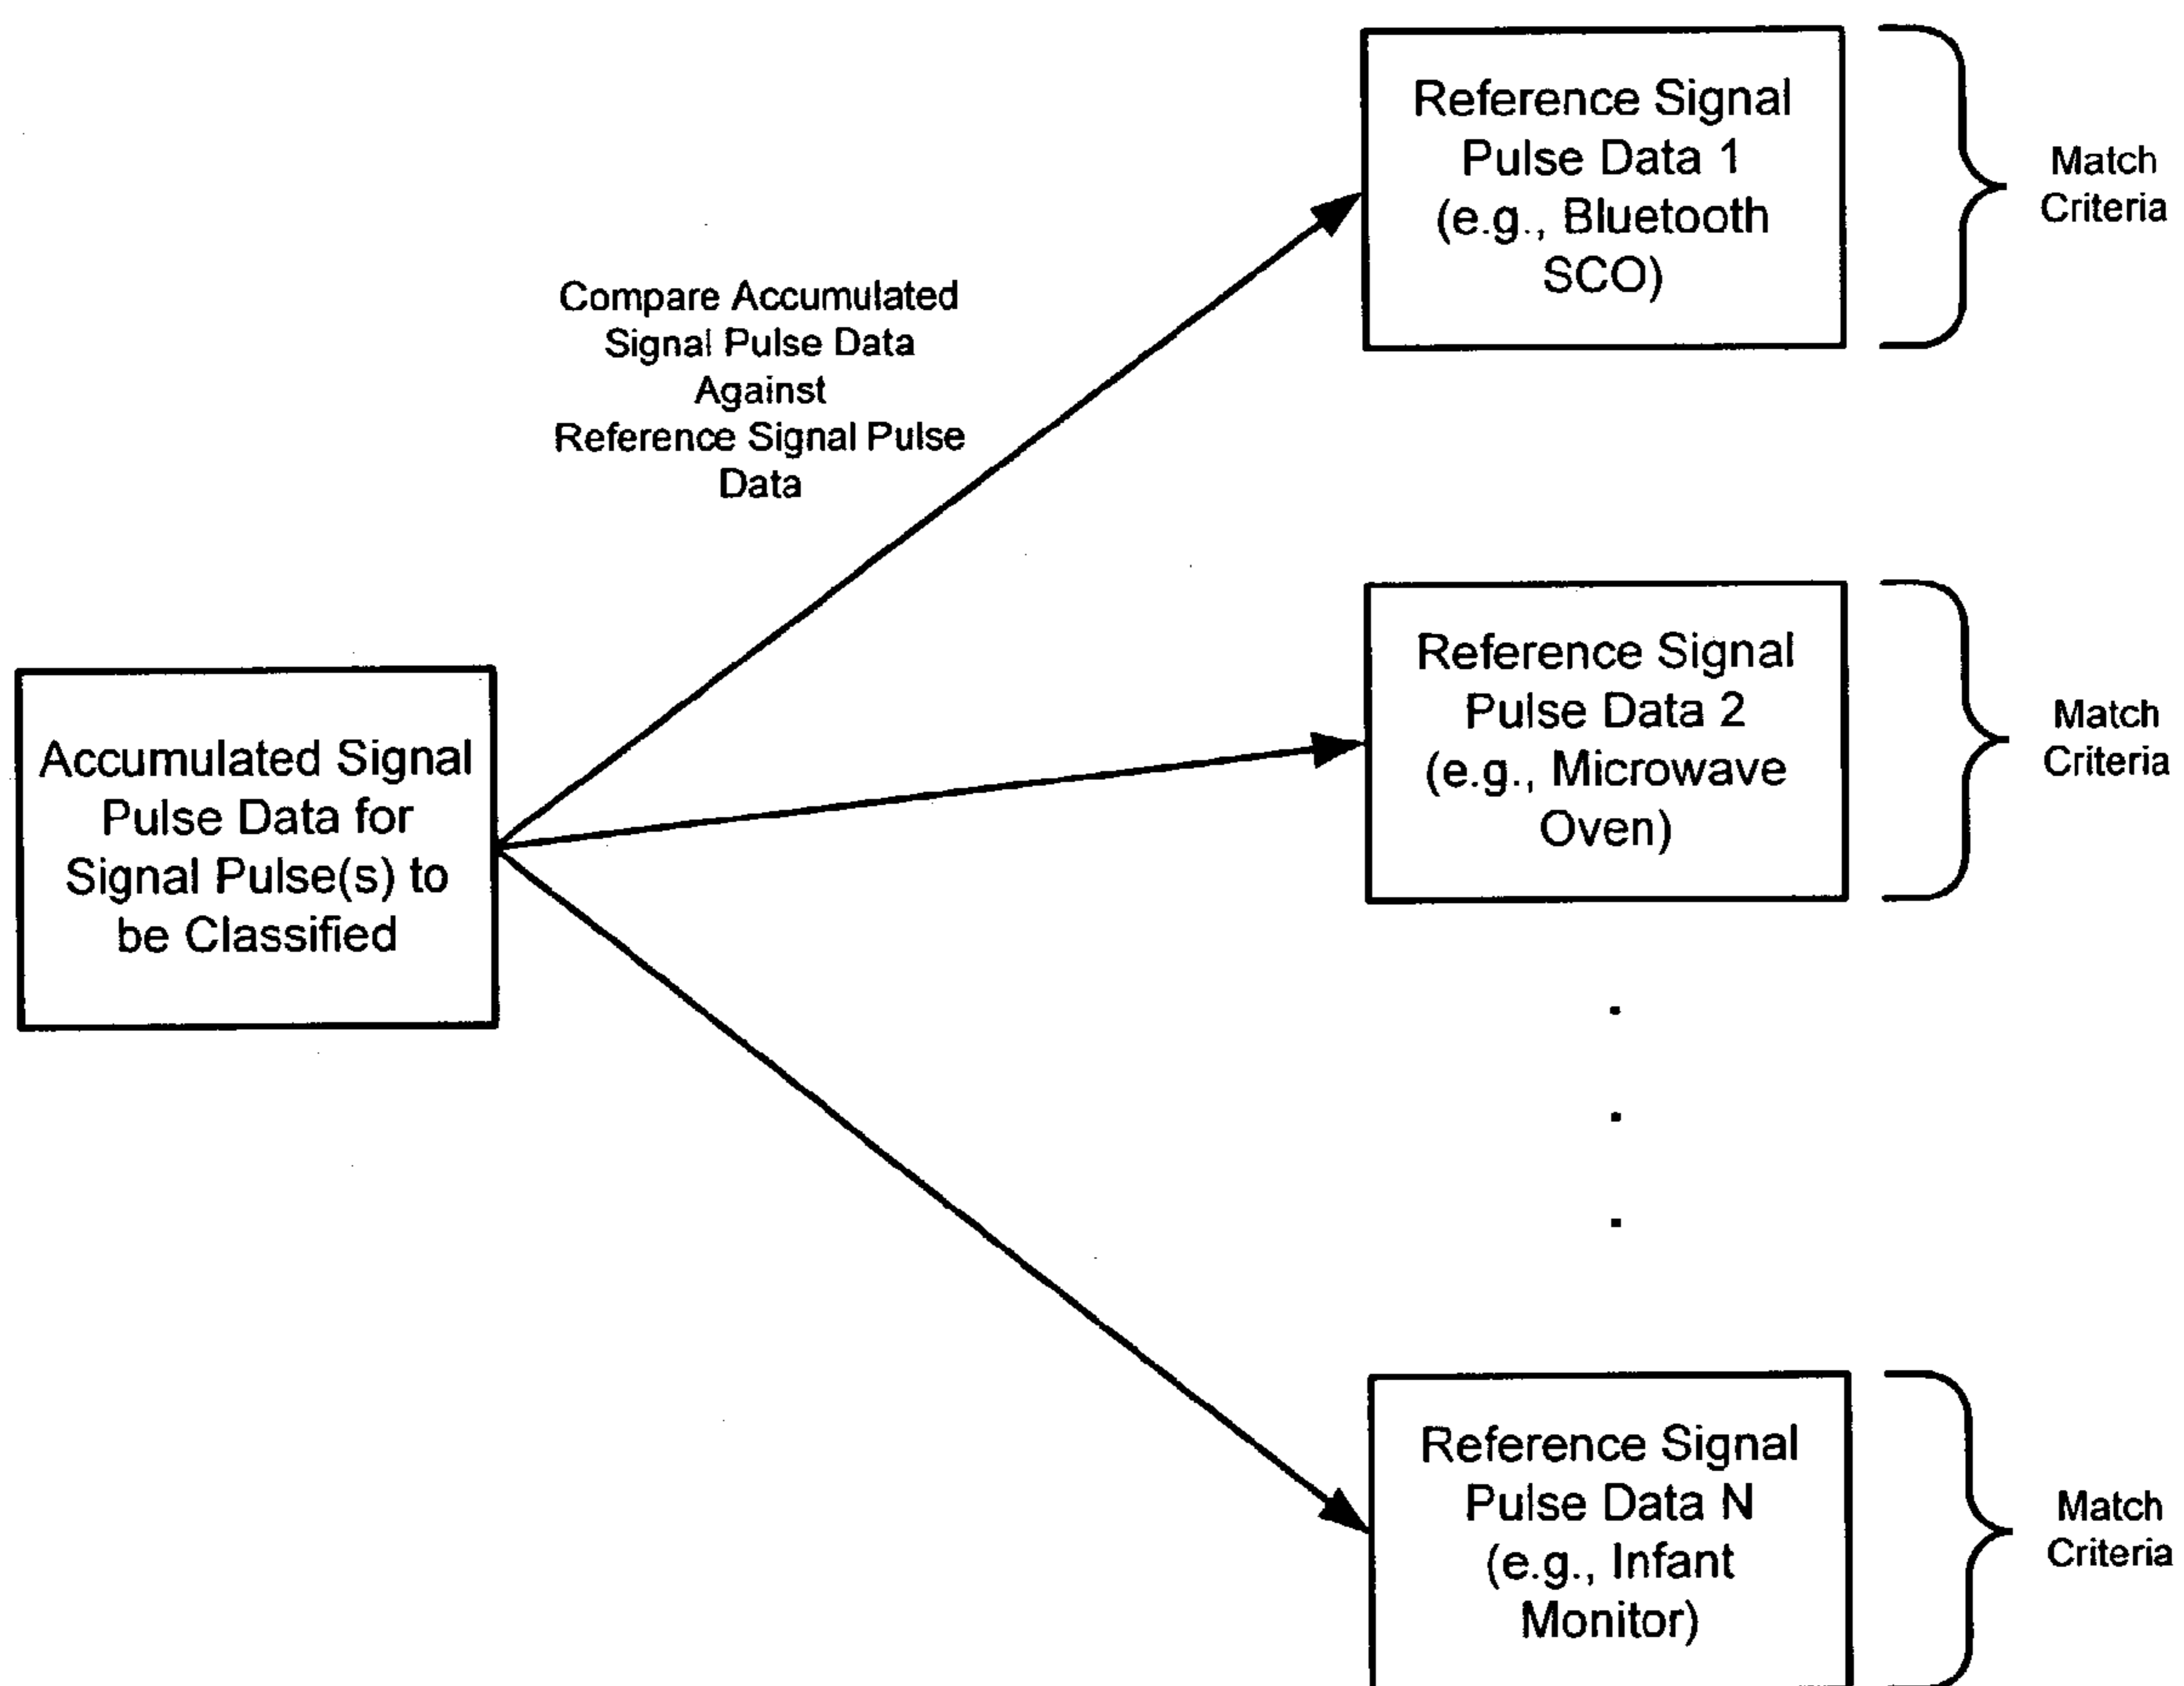 Reference Signal
Pulse Data 1
(e.g., Bluetooth
SCO)
Match
Criteria
Compare Accumulated
Signal Pulse Data
Against
Reference Signal Pulse
Data
Reference Signal
Pulse Data 2
(e.g., Microwave
Oven)
Match
Criteria
Accumulated Signal
Pulse Data for
Signal Pulse(s) to
be Classified
.
.
.
Reference Signal
Pulse Data N
(e.g., Infant
Monitor)
Match
Criteria